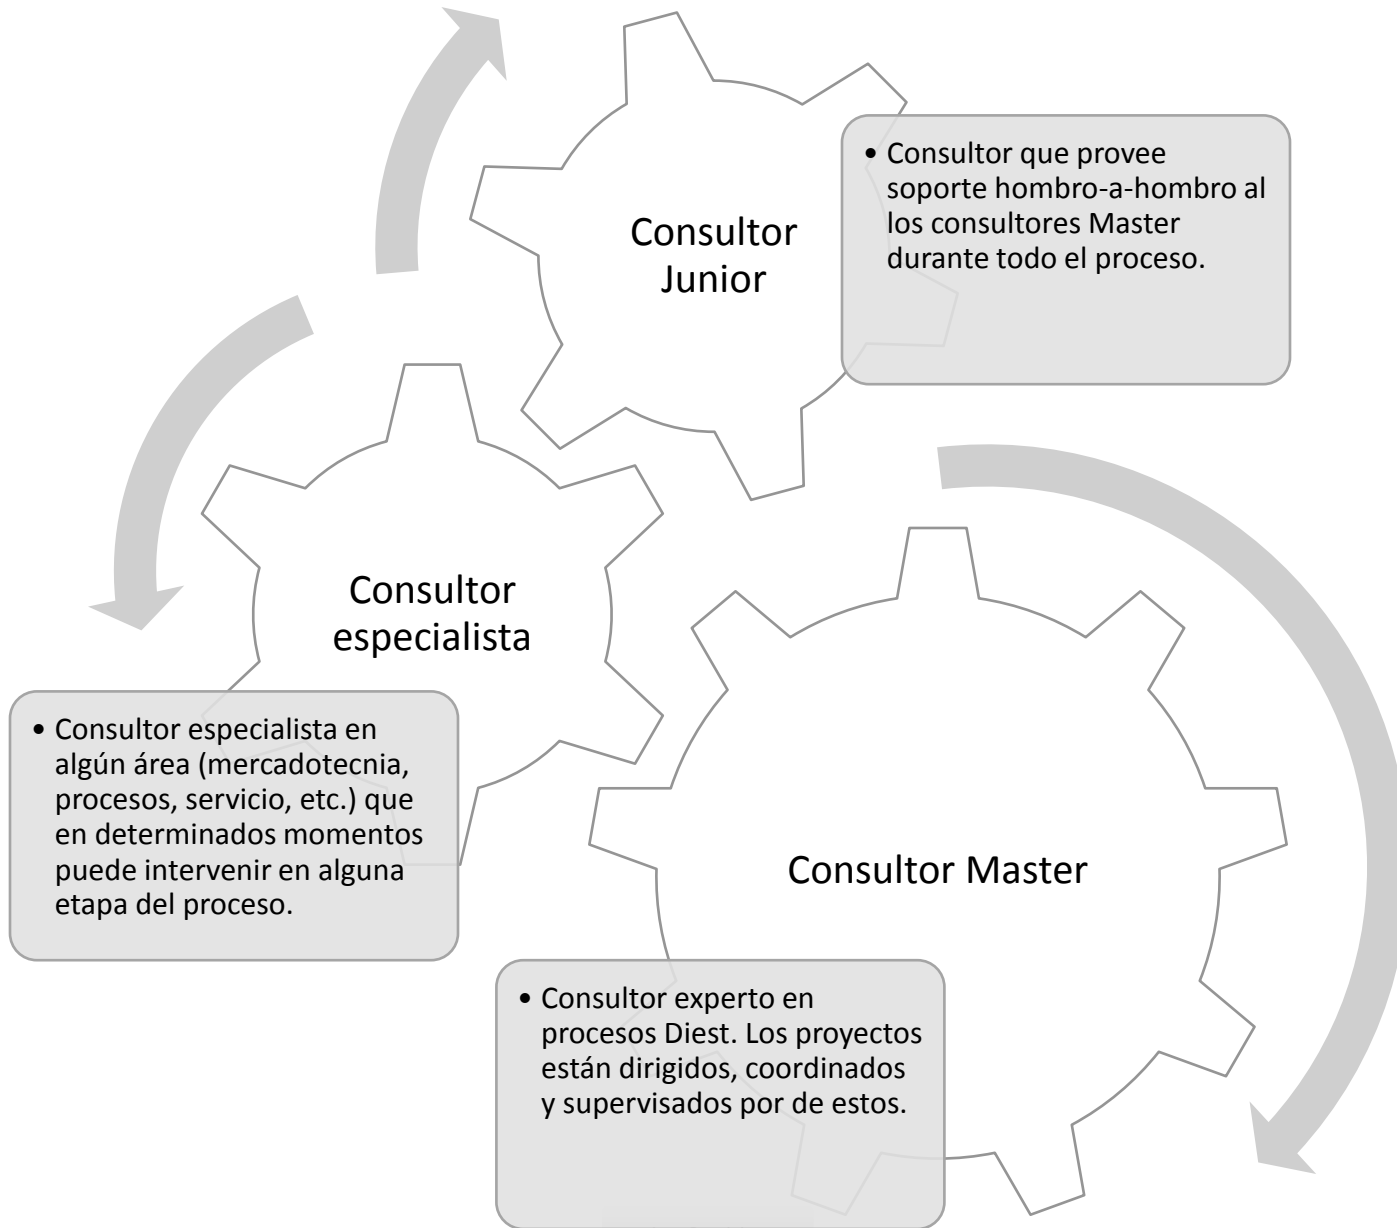 Consultor
Junior
• Consultor que provee
soporte hombro-a-hombro al
los consultores Master
durante todo el proceso.
Consultor
especialista
• Consultor especialista en
algún área (mercadotecnia,
procesos, servicio, etc.) que
en determinados momentos
puede intervenir en alguna
etapa del proceso.
Consultor Master
• Consultor experto en
procesos Diest. Los proyectos
están dirigidos, coordinados
y supervisados por de estos.